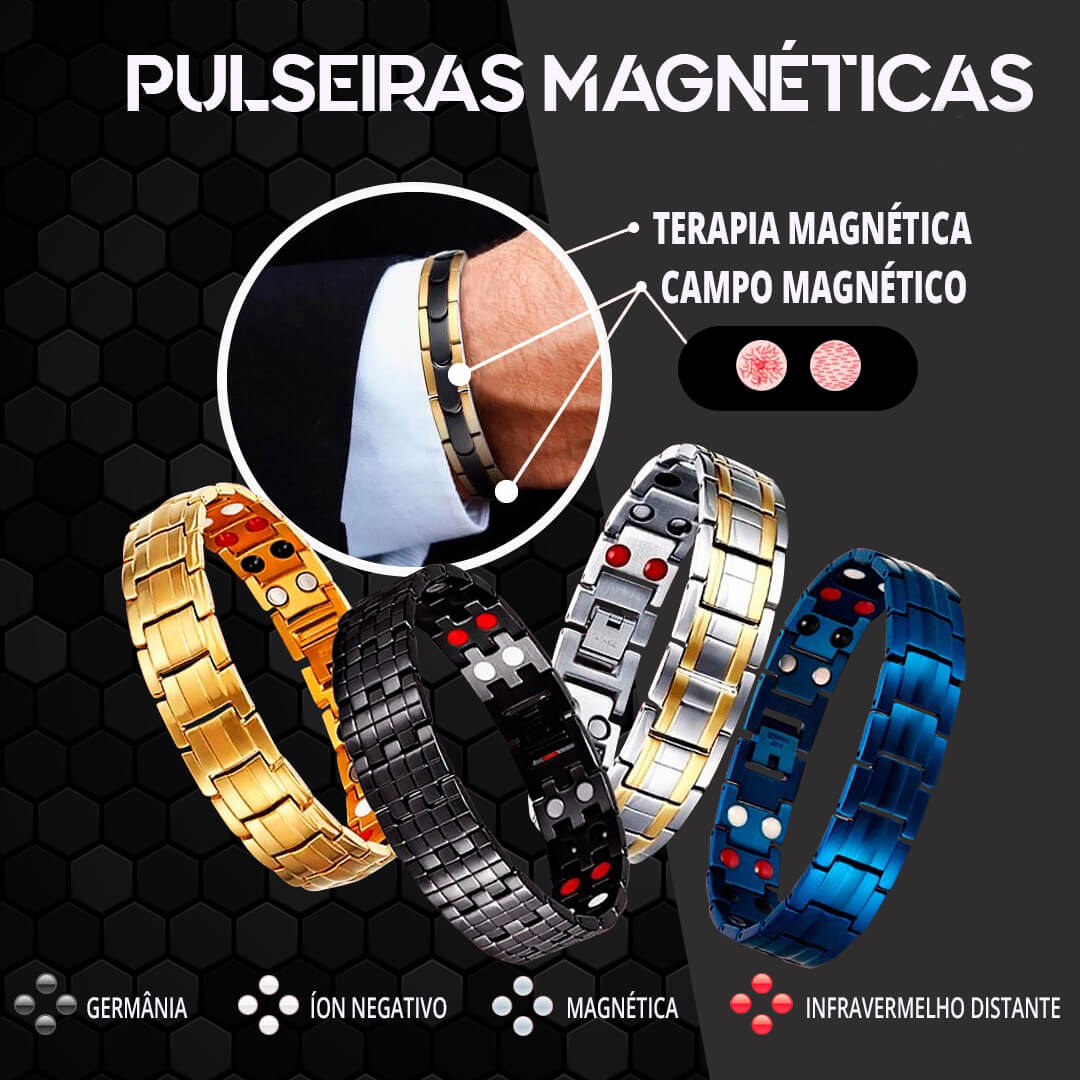 PULSEIRAS MAGNÉTICAS
TERAPIA MAGNÉTICA
CAMPO MAGNÉTICO
GERMÂNIA
ÍON NEGATIVO
MAGNÉTICA
INFRAVERMELHO DISTANTE